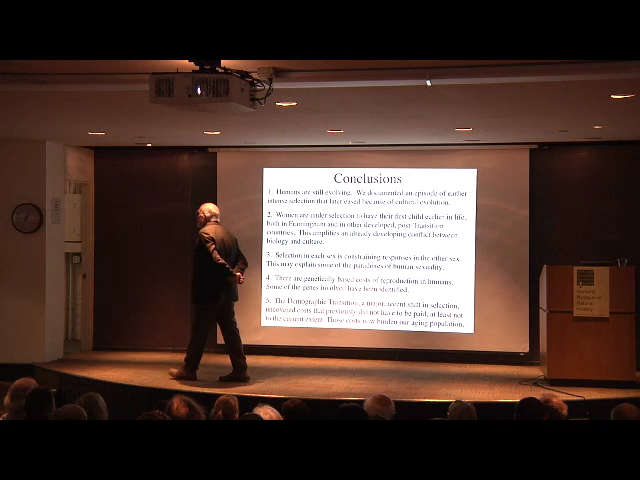 Conclusions
1. Humans are still evolving. We documented an episode of earlier
intense selection that later eased because of cultural evolution.
2. Women are under selection to have their first child earlier in life,
both in Framingham and in other developed, post-Transition
countries. This amplifies an already developing conflict between
biology and culture.
3. Selection in each sex is constraining responses in the other sex.
This may explain some of the paradoxes of human sexuality.
4. There are genetically based costs of reproduction in humans.
Some of the genes involved have been identified.
5. The Demographic Transition, a major, recent shift in selection,
uncovered costs that previously did not have to be paid, at least not
to the current extent. Those costs now burden our aging population.
Harvard
Museum of
Natural
History